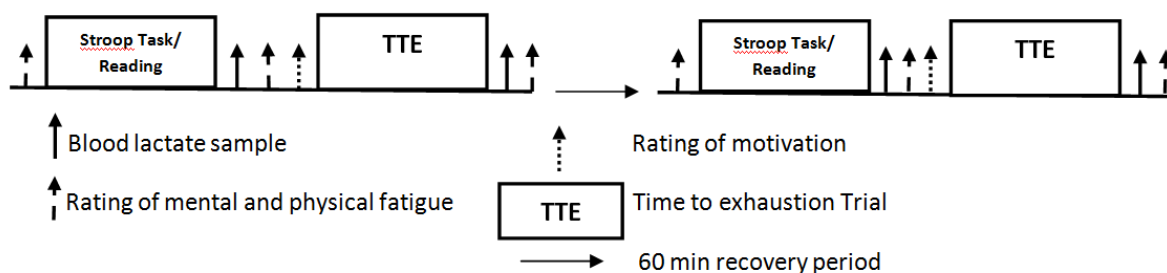 Stroop Task/
Reading
TTE
Stroop Task/
Reading
TTE
Blood lactate sample
Rating of motivation
Rating of mental and physical fatigue
TTE
Time to exhaustion Trial
60 min recovery period